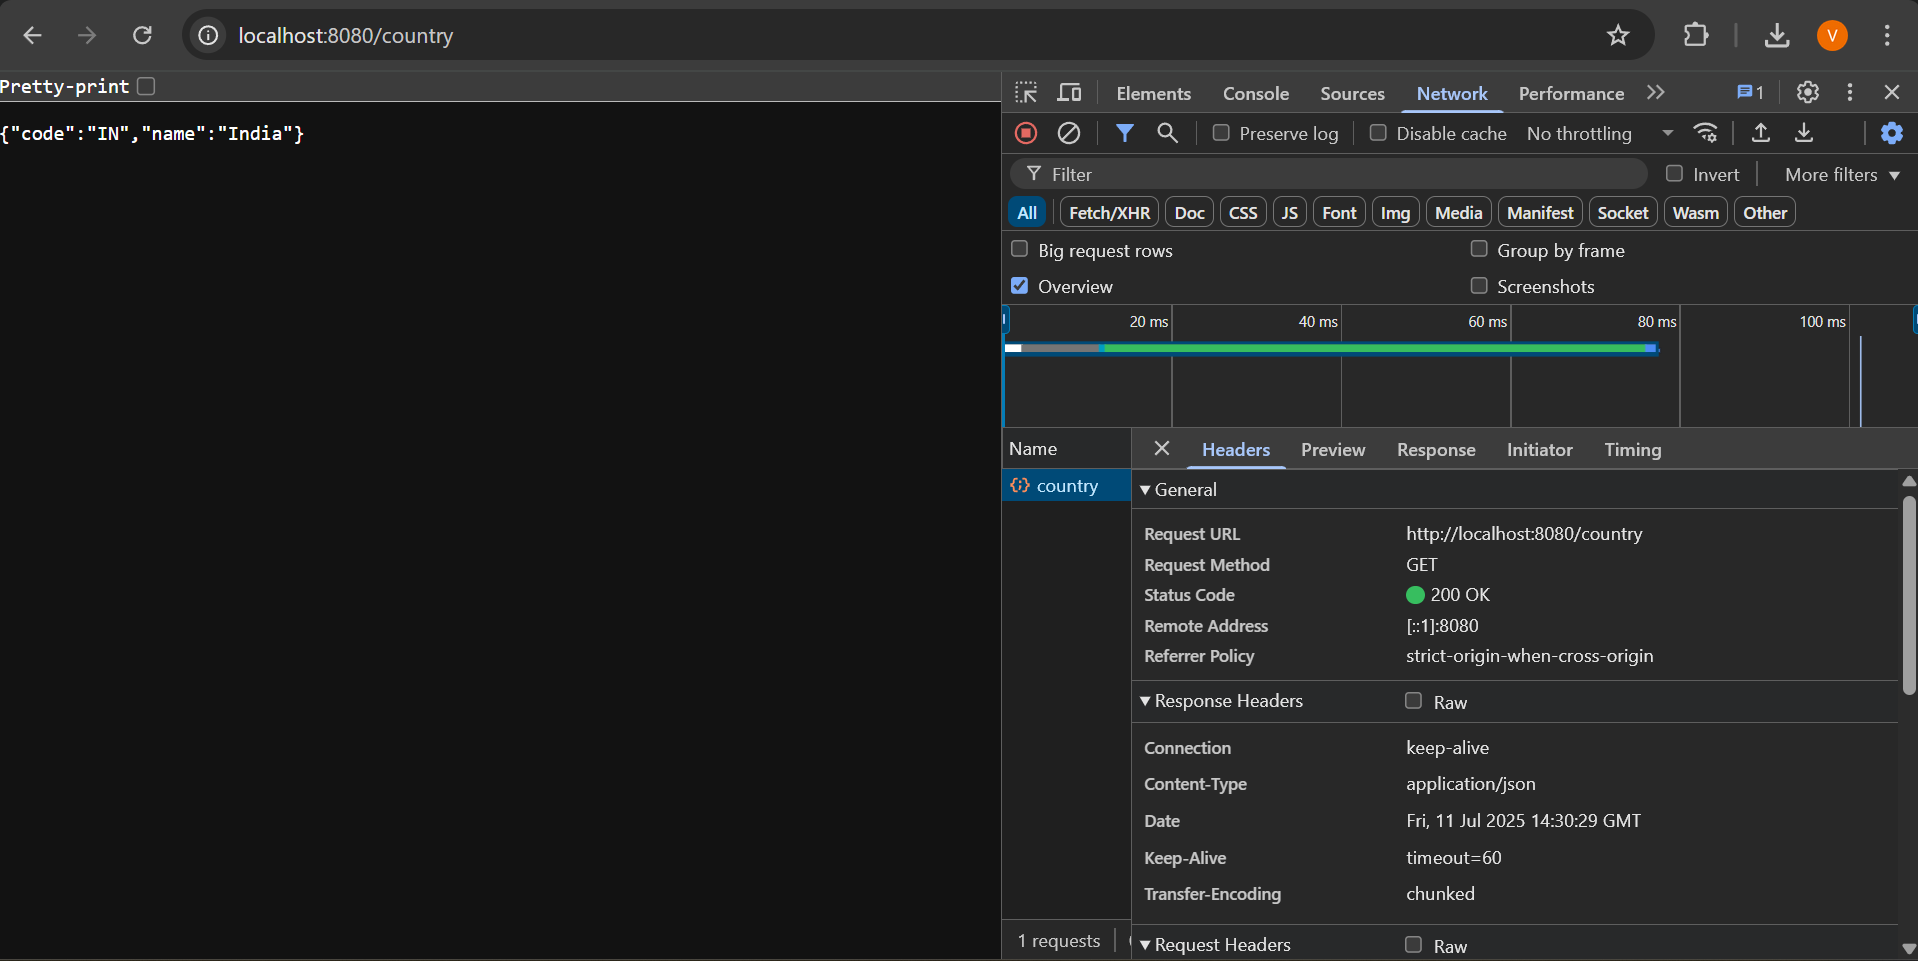 localhost:8080/country
V
Pretty-print
{"code":"IN","name":"India"}
Elements Console Sources Network Performance 1
Preserve log Disable cache No throttling
Filter Invert More filters
All Fetch/XHR Doc CSS JS Font Img Media Manifest Socket Wasm Other
Big request rows Group by frame
Overview Screenshots
20 ms 40 ms 60 ms 80 ms 100 ms
Name Headers Preview Response Initiator Timing
country
General
Request URL http://localhost:8080/country
Request Method GET
Status Code 200 OK
Remote Address [::1]:8080
Referrer Policy strict-origin-when-cross-origin
Response Headers Raw
Connection keep-alive
Content-Type application/json
Date Fri, 11 Jul 2025 14:30:29 GMT
Keep-Alive timeout=60
Transfer-Encoding chunked
1 requests
Request Headers Raw